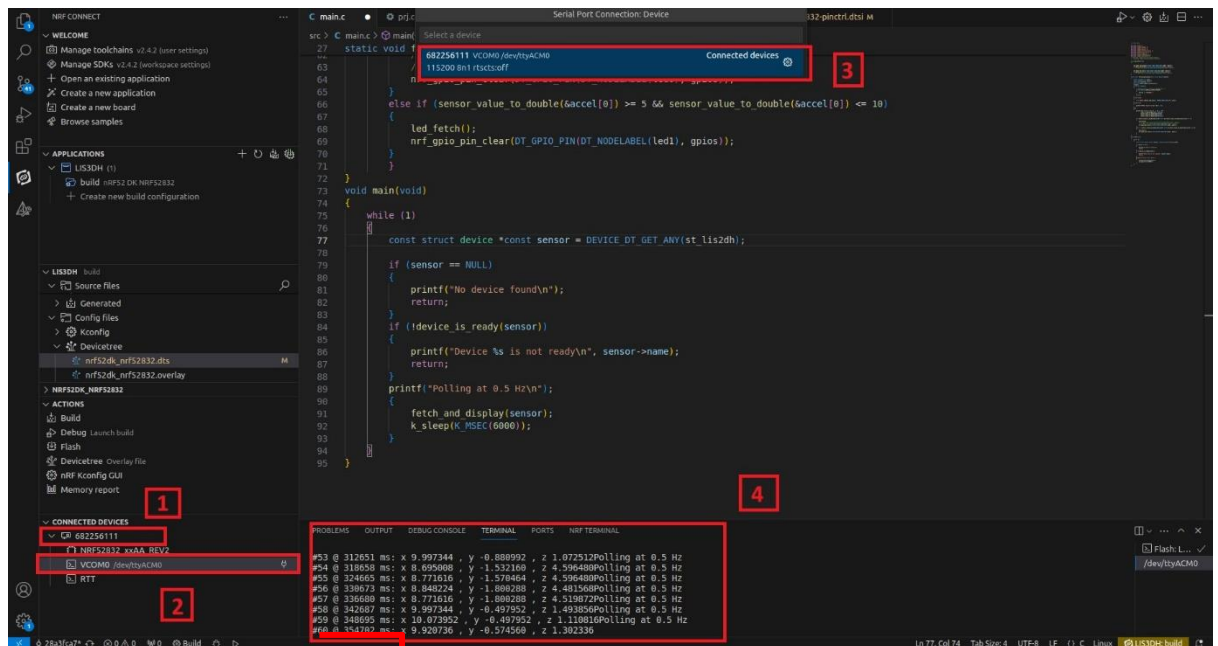 NRF CONNECT
WELCOME
Manage toolchains v2.4.2 (user settings)
Manage SDKs v2.4.2 (workspace settings)
Open an existing application
Create a new application
Create a new board
Browse samples
APPLICATIONS
LIS3DH (1)
build nRF52 DK NRF52832
Create new build configuration
LIS3DH build
Source files
Generated
Config files
Kconfig
Devicetree
nrf52dk_nrf52832.dts M
nrf52dk_nrf52832.overlay
NRF52DK_NRF52832
ACTIONS
Build
Debug Launch build
Flash
Devicetree Overlay file
nRF Kconfig GUI
Memory report
1
CONNECTED DEVICES
682256111
NRF52832_xxAA_REV2
VCOM0 /dev/ttyACM0
RTT
2
C main.c
prj.c
Serial Port Connection: Device
832-pinctrl.dtsi M
src > C main.c > main(
Select a device
682256111 VCOM0 /dev/ttyACM0 Connected devices
115200 8n1 rtscts:off
3
27 static void f
63
64
65 }
66 else if (sensor_value_to_double(&accel[0]) >= 5 && sensor_value_to_double(&accel[0]) <= 10)
67 {
68 led_fetch();
69 nrf_gpio_pin_clear(DT_GPIO_PIN(DT_NODELABEL(led1), gpios));
70 }
71 }
72 }
73 void main(void)
74 {
75 while (1)
76 {
77 const struct device *const sensor = DEVICE_DT_GET_ANY(st_lis2dh);
78
79 if (sensor == NULL)
80 {
81 printf("No device found\n");
82 return;
83 }
84 if (!device_is_ready(sensor))
85 {
86 printf("Device %s is not ready\n", sensor->name);
87 return;
88 }
89 printf("Polling at 0.5 Hz\n");
90 {
91 fetch_and_display(sensor);
92 k_sleep(K_MSEC(6000));
93 }
94 }
95 }
4
PROBLEMS OUTPUT DEBUG CONSOLE TERMINAL PORTS NRF TERMINAL
#53 @ 312651 ms: x 9.997344 , y -0.880992 , z 1.072512Polling at 0.5 Hz
#54 @ 318658 ms: x 8.695008 , y -1.532160 , z 4.596480Polling at 0.5 Hz
#55 @ 324665 ms: x 8.771616 , y -1.570464 , z 4.596480Polling at 0.5 Hz
#56 @ 330673 ms: x 8.848224 , y -1.800288 , z 4.481568Polling at 0.5 Hz
#57 @ 336680 ms: x 8.771616 , y -1.800288 , z 4.519872Polling at 0.5 Hz
#58 @ 342687 ms: x 9.997344 , y -0.497952 , z 1.493856Polling at 0.5 Hz
#59 @ 348695 ms: x 10.073952 , y -0.497952 , z 1.110816Polling at 0.5 Hz
#60 @ 354702 ms: x 9.920736 , y -0.574560 , z 1.302336
Flash: L...
/dev/ttyACM0
28a3fca7* 0 0 0 Build Ln 77, Col 74 Tab Size: 4 UTF-8 LF C Linux LIS3DH: build